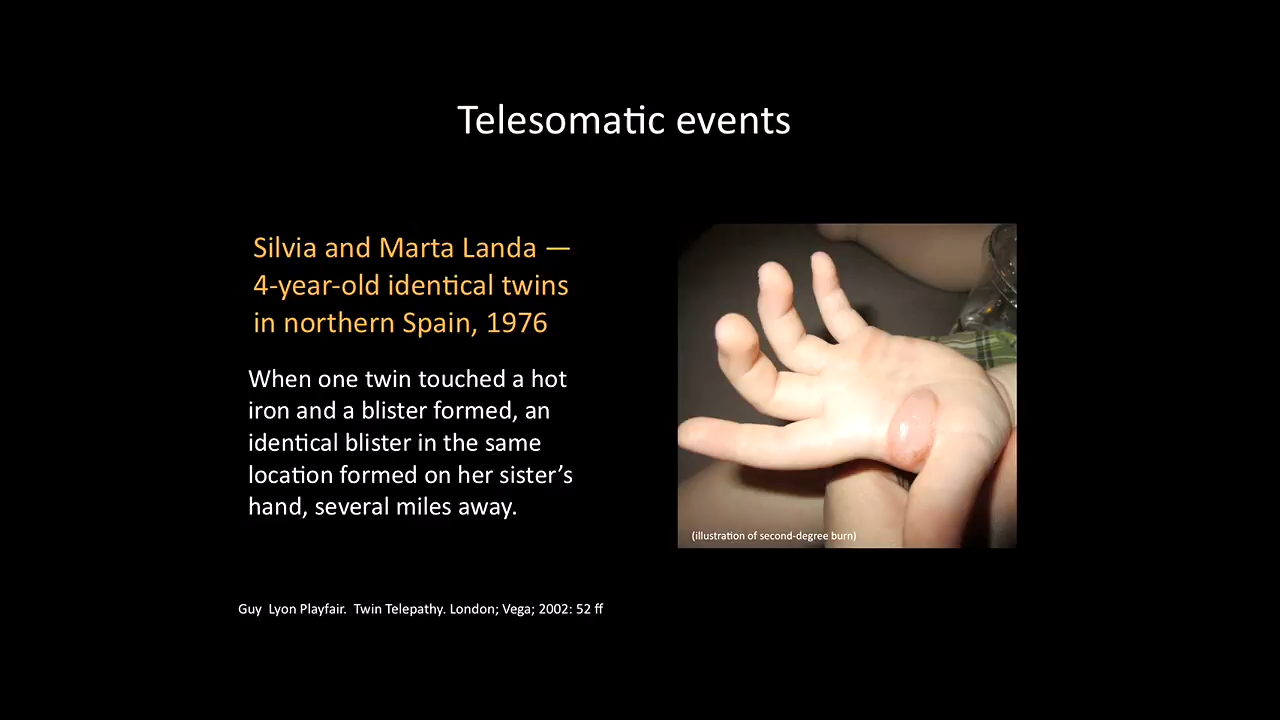 Telesomatic events
Silvia and Marta Landa —
4-year-old identical twins
in northern Spain, 1976
When one twin touched a hot
iron and a blister formed, an
identical blister in the same
location formed on her sister’s
hand, several miles away.
(illustration of second-degree burn)
Guy Lyon Playfair. Twin Telepathy. London; Vega; 2002: 52 ff